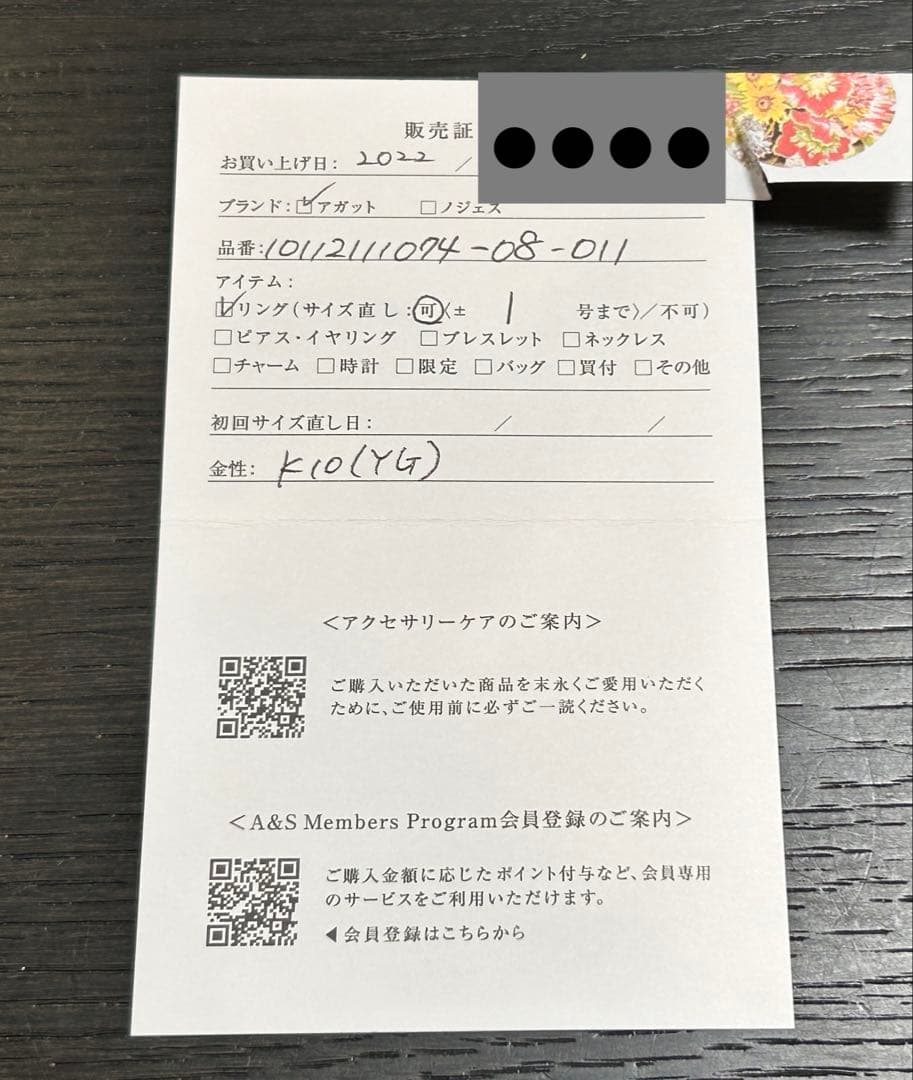 販売証
お買い上げ日: 2022 /
ブランド: ☑アガット □ノジェス
品番: 10112111074-08-011
アイテム:
☑リング(サイズ直し:可〈± 1 号まで〉/不可)
□ピアス・イヤリング □ブレスレット □ネックレス
□チャーム □時計 □限定 □バッグ □買付 □その他
初回サイズ直し日: / /
金性: K10(YG)
<アクセサリーケアのご案内>
ご購入いただいた商品を末永くご愛用いただく
ために、ご使用前に必ずご一読ください。
<A&S Members Program会員登録のご案内>
ご購入金額に応じたポイント付与など、会員専用
のサービスをご利用いただけます。
◀会員登録はこちらから